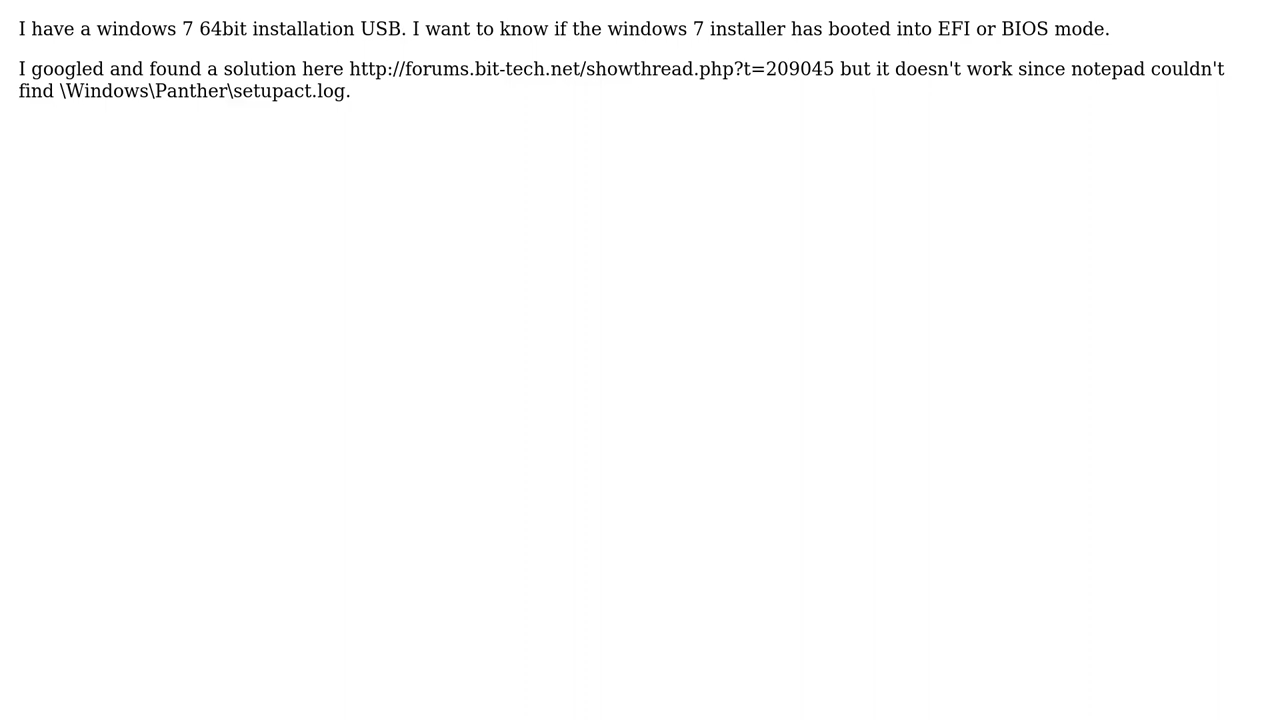 I have a windows 7 64bit installation USB. I want to know if the windows 7 installer has booted into EFI or BIOS mode.
I googled and found a solution here http://forums.bit-tech.net/showthread.php?t=209045 but it doesn't work since notepad couldn't
find \Windows\Panther\setupact.log.